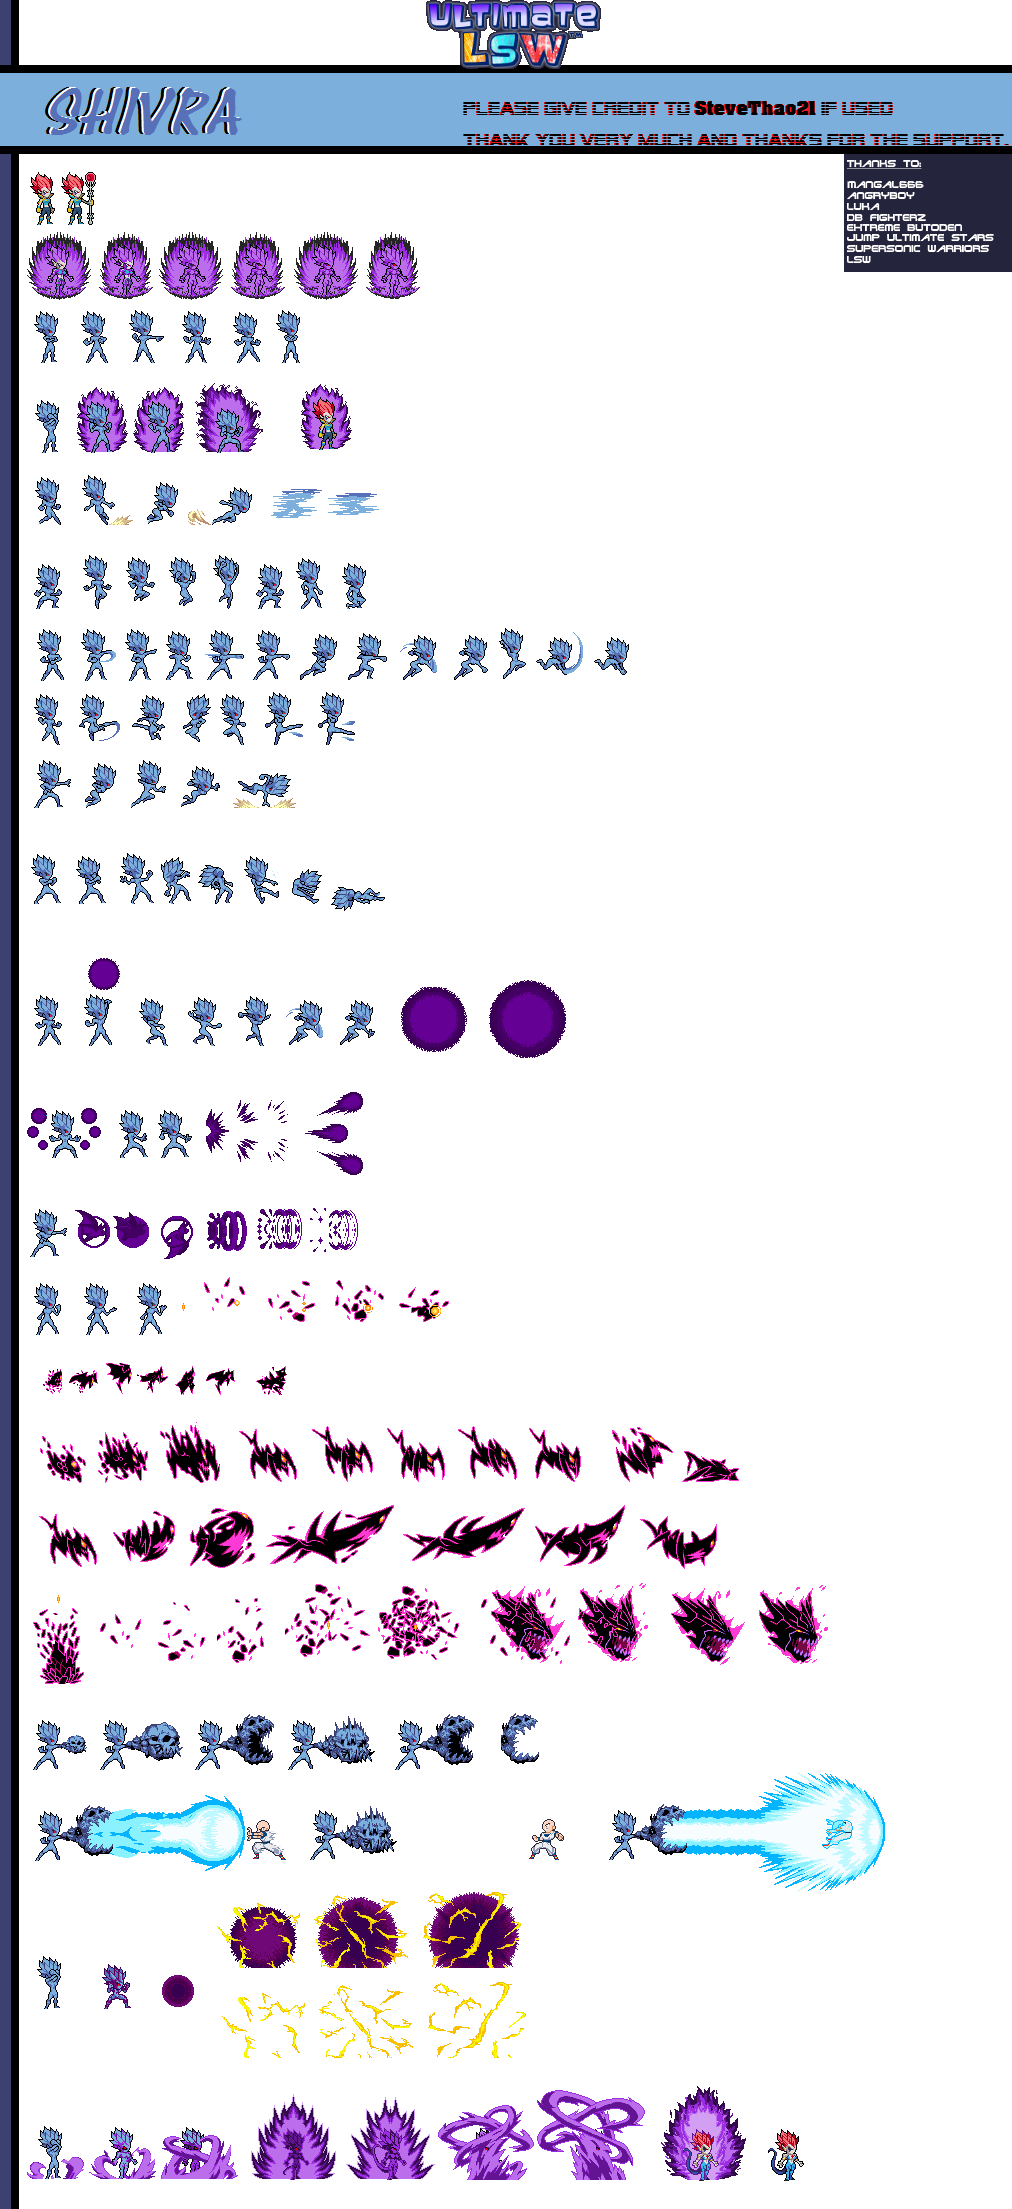 ULTIMATE
LSW
SHIVRA
PLEASE GIVE CREDIT TO SteveThao21 IF USED
THANK YOU VERY MUCH AND THANKS FOR THE SUPPORT.
THANKS TO:
MANGAL666
ANGRYBOY
LUKA
DB FIGHTERZ
EXTREME BUTODEN
JUMP ULTIMATE STARS
SUPERSONIC WARRIORS
LSW